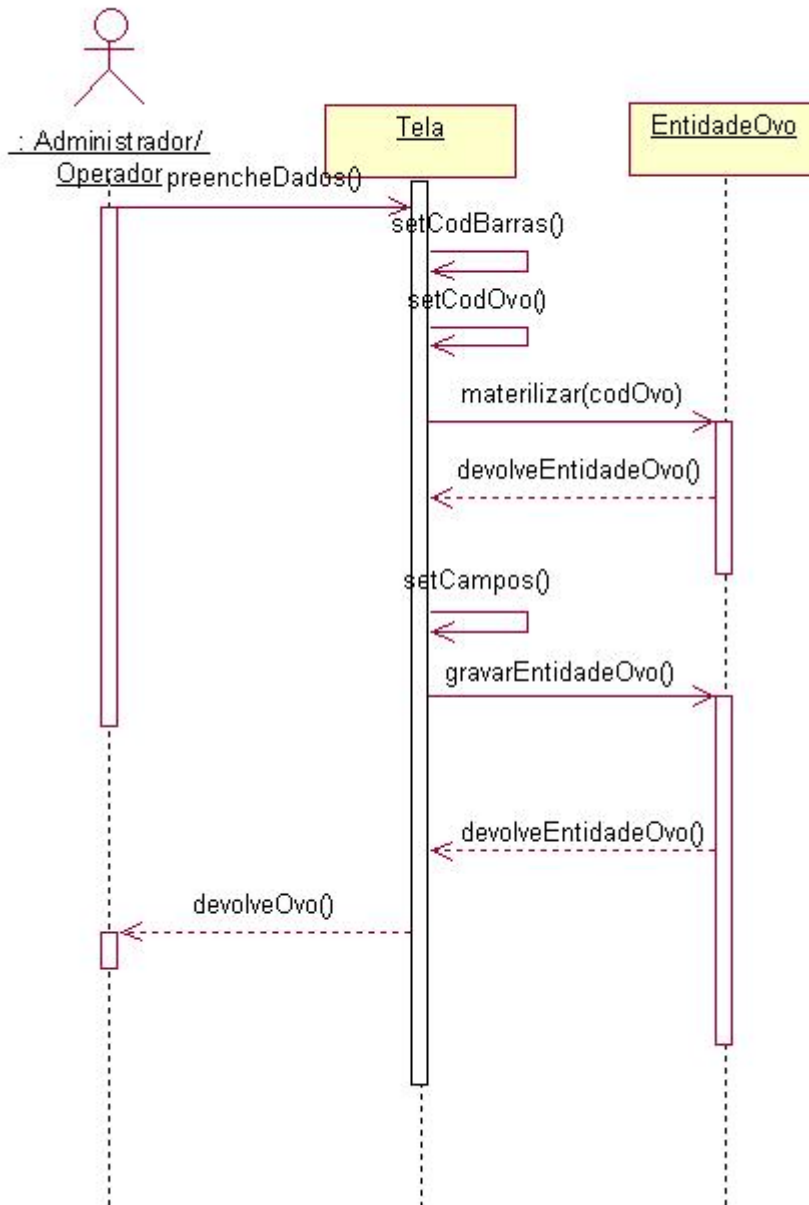 : Administrador/
Operador
Tela
EntidadeOvo
preencheDados()
setCodBarras()
setCodOvo()
materilizar(codOvo)
devolveEntidadeOvo()
setCampos()
gravarEntidadeOvo()
devolveEntidadeOvo()
devolveOvo()